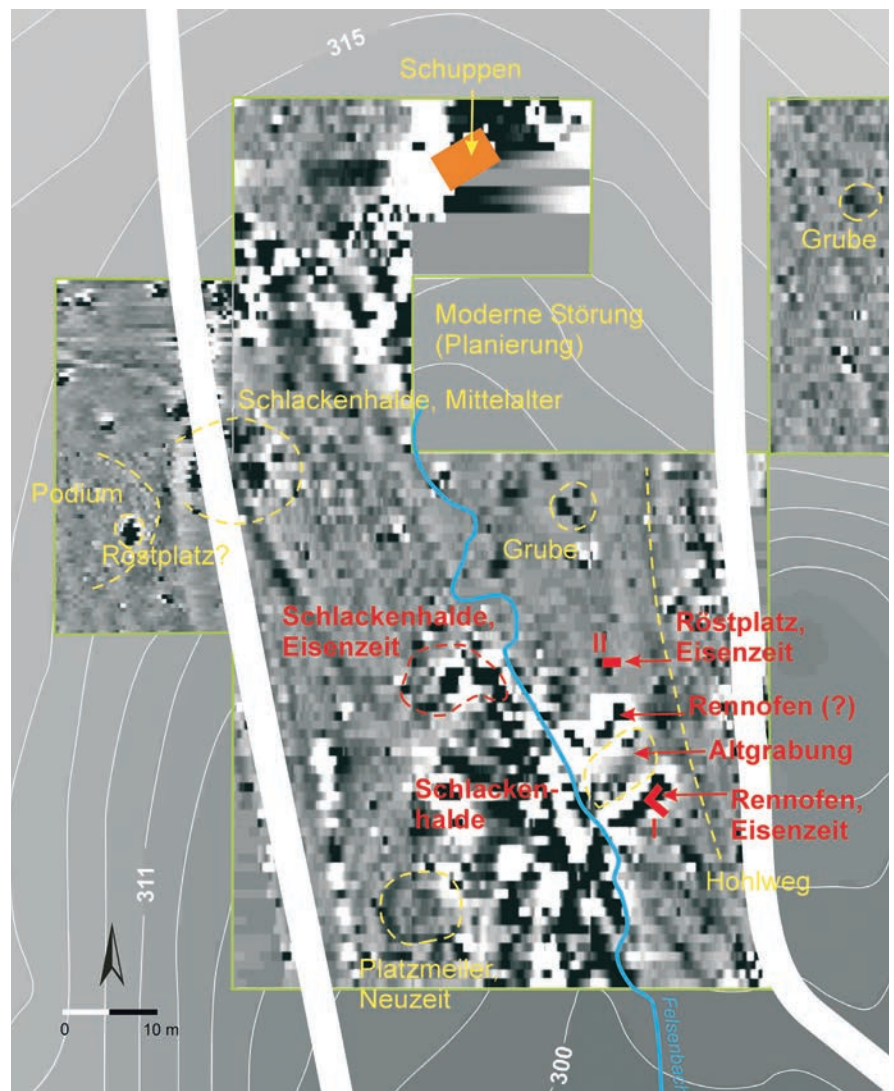 315
Schuppen
Grube
Moderne Störung
(Planierung)
Schlackenhalde, Mittelalter
Podium
Röstplatz?
Grube
Schlackenhalde,
Eisenzeit
II
Röstplatz,
Eisenzeit
Rennofen (?)
Altgrabung
Schlacken-
halde
Rennofen,
Eisenzeit
I
Hohlweg
311
Platzmeiler,
Neuzeit
0 10 m
300
Felsenbach